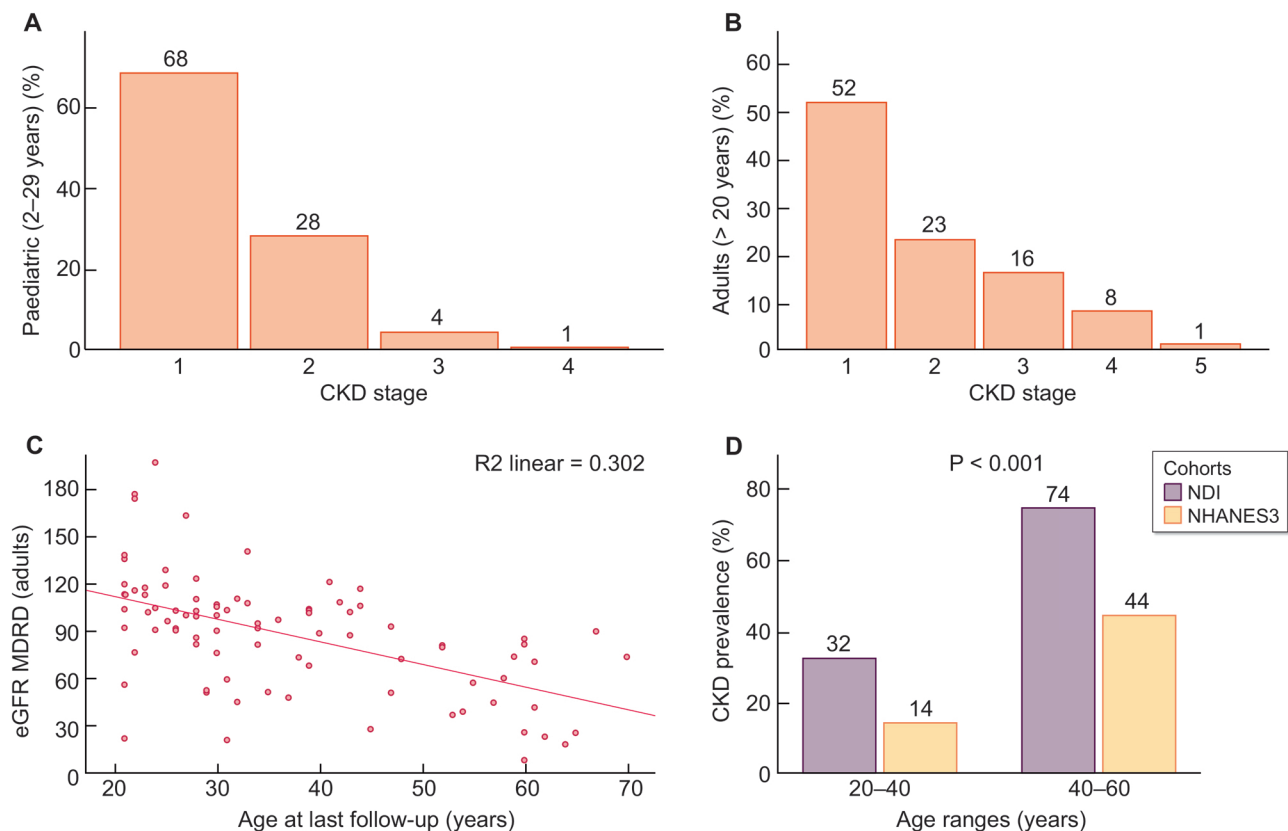 A
Paediatric (2–29 years) (%)
60
40
20
0
68
28
4
1
1 2 3 4
CKD stage
B
Adults (> 20 years) (%)
60
50
40
30
20
10
0
52
23
16
8
1
1 2 3 4 5
CKD stage
C
R2 linear = 0.302
eGFR MDRD (adults)
180
150
120
90
60
30
0
20 30 40 50 60 70
Age at last follow-up (years)
D
P < 0.001
Cohorts
NDI
NHANES3
CKD prevalence (%)
80
60
40
20
0
32
14
74
44
20–40 40–60
Age ranges (years)